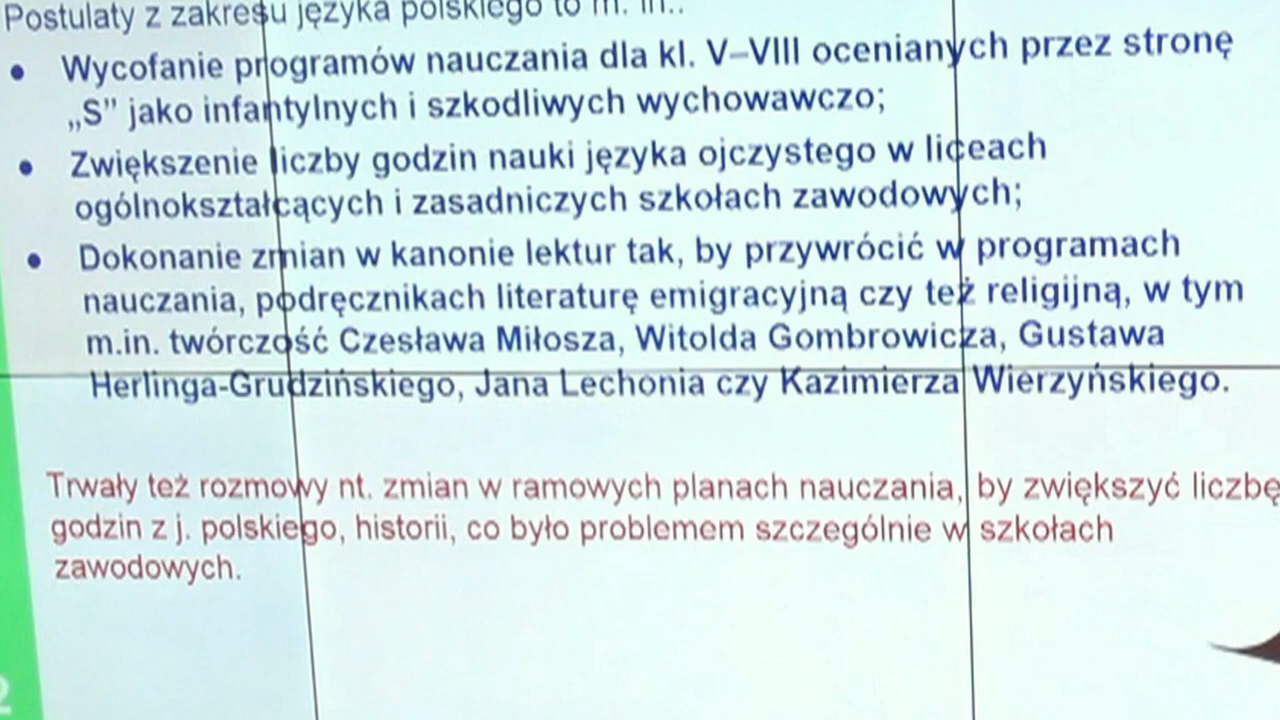 Postulaty z zakresu języka polskiego to m. in..
• Wycofanie programów nauczania dla kl. V–VIII ocenianych przez stronę
„S” jako infantylnych i szkodliwych wychowawczo;
• Zwiększenie liczby godzin nauki języka ojczystego w liceach
ogólnokształcących i zasadniczych szkołach zawodowych;
• Dokonanie zmian w kanonie lektur tak, by przywrócić w programach
nauczania, podręcznikach literaturę emigracyjną czy też religijną, w tym
m.in. twórczość Czesława Miłosza, Witolda Gombrowicza, Gustawa
Herlinga-Grudzińskiego, Jana Lechonia czy Kazimierza Wierzyńskiego.
Trwały też rozmowy nt. zmian w ramowych planach nauczania, by zwiększyć liczbę
godzin z j. polskiego, historii, co było problemem szczególnie w szkołach
zawodowych.
2